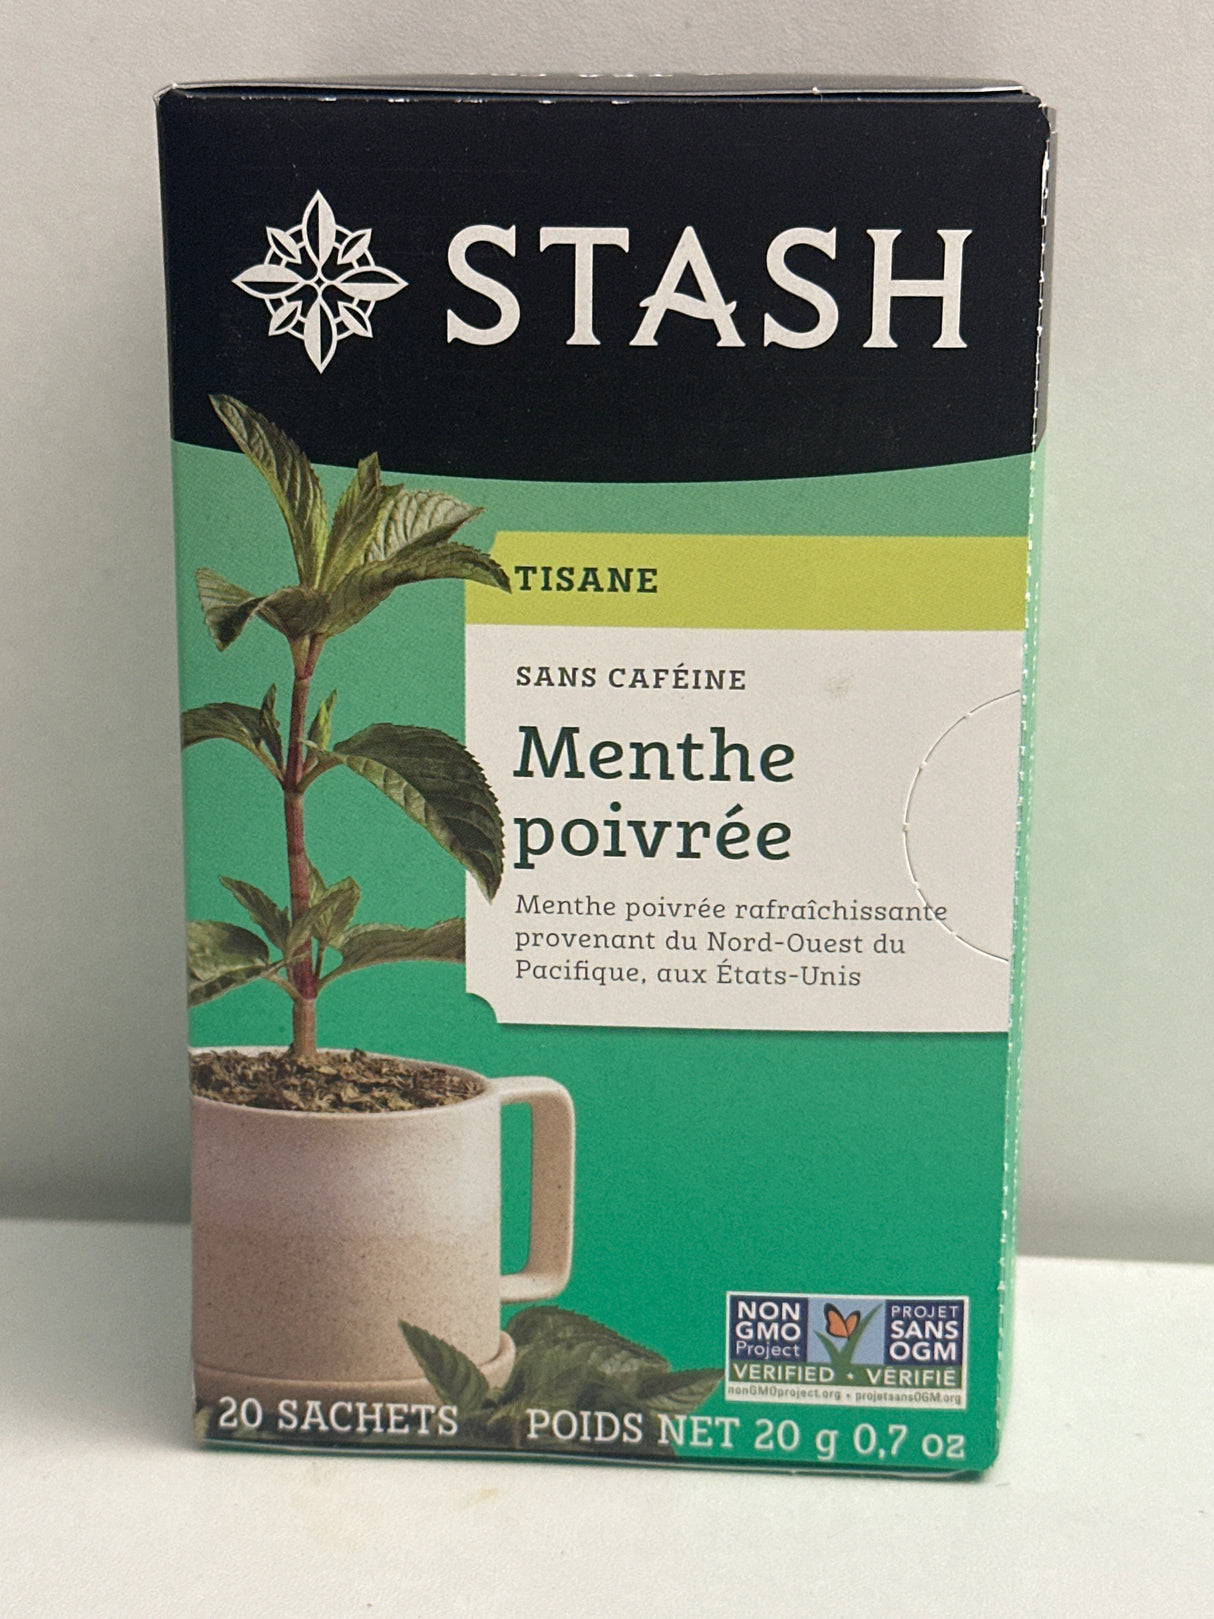 STASH
TISANE
SANS CAFÉINE
Menthe
poivrée
Menthe poivrée rafraîchissante
provenant du Nord-Ouest du
Pacifique, aux États-Unis
NON
GMO
Project
PROJET
SANS
OGM
VERIFIED • VÉRIFIÉ
nonGMOproject.org • projetsansOGM.org
20 SACHETS
POIDS NET 20 g 0,7 oz